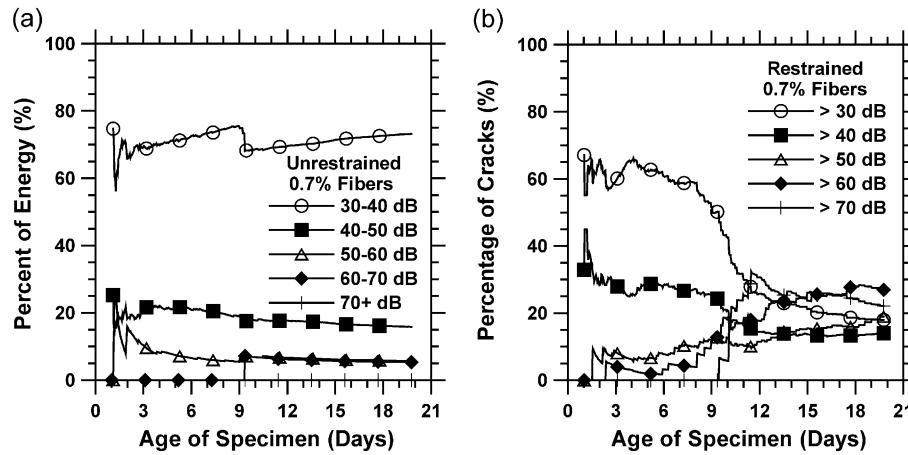 (a)
100
80
60
40
20
0
Percent of Energy (%)
Unrestrained
0.7% Fibers
30-40 dB
40-50 dB
50-60 dB
60-70 dB
70+ dB
0 3 6 9 12 15 18 21
Age of Specimen (Days)
(b)
100
80
60
40
20
0
Percentage of Cracks (%)
Restrained
0.7% Fibers
> 30 dB
> 40 dB
> 50 dB
> 60 dB
> 70 dB
0 3 6 9 12 15 18 21
Age of Specimen (Days)